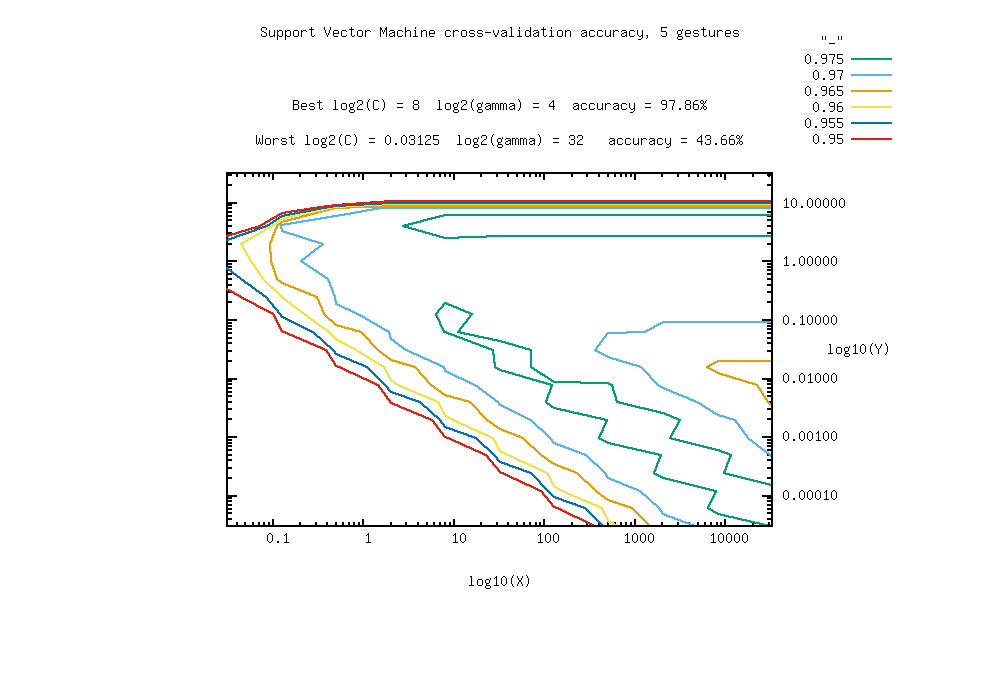 Support Vector Machine cross-validation accuracy, 5 gestures
"_"
0.975
0.97
0.965
0.96
0.955
0.95
Best log2(C) = 8  log2(gamma) = 4  accuracy = 97.86%
Worst log2(C) = 0.03125  log2(gamma) = 32   accuracy = 43.66%
10.00000
1.00000
0.10000
log10(Y)
0.01000
0.00100
0.00010
0.1 1 10 100 1000 10000
log10(X)